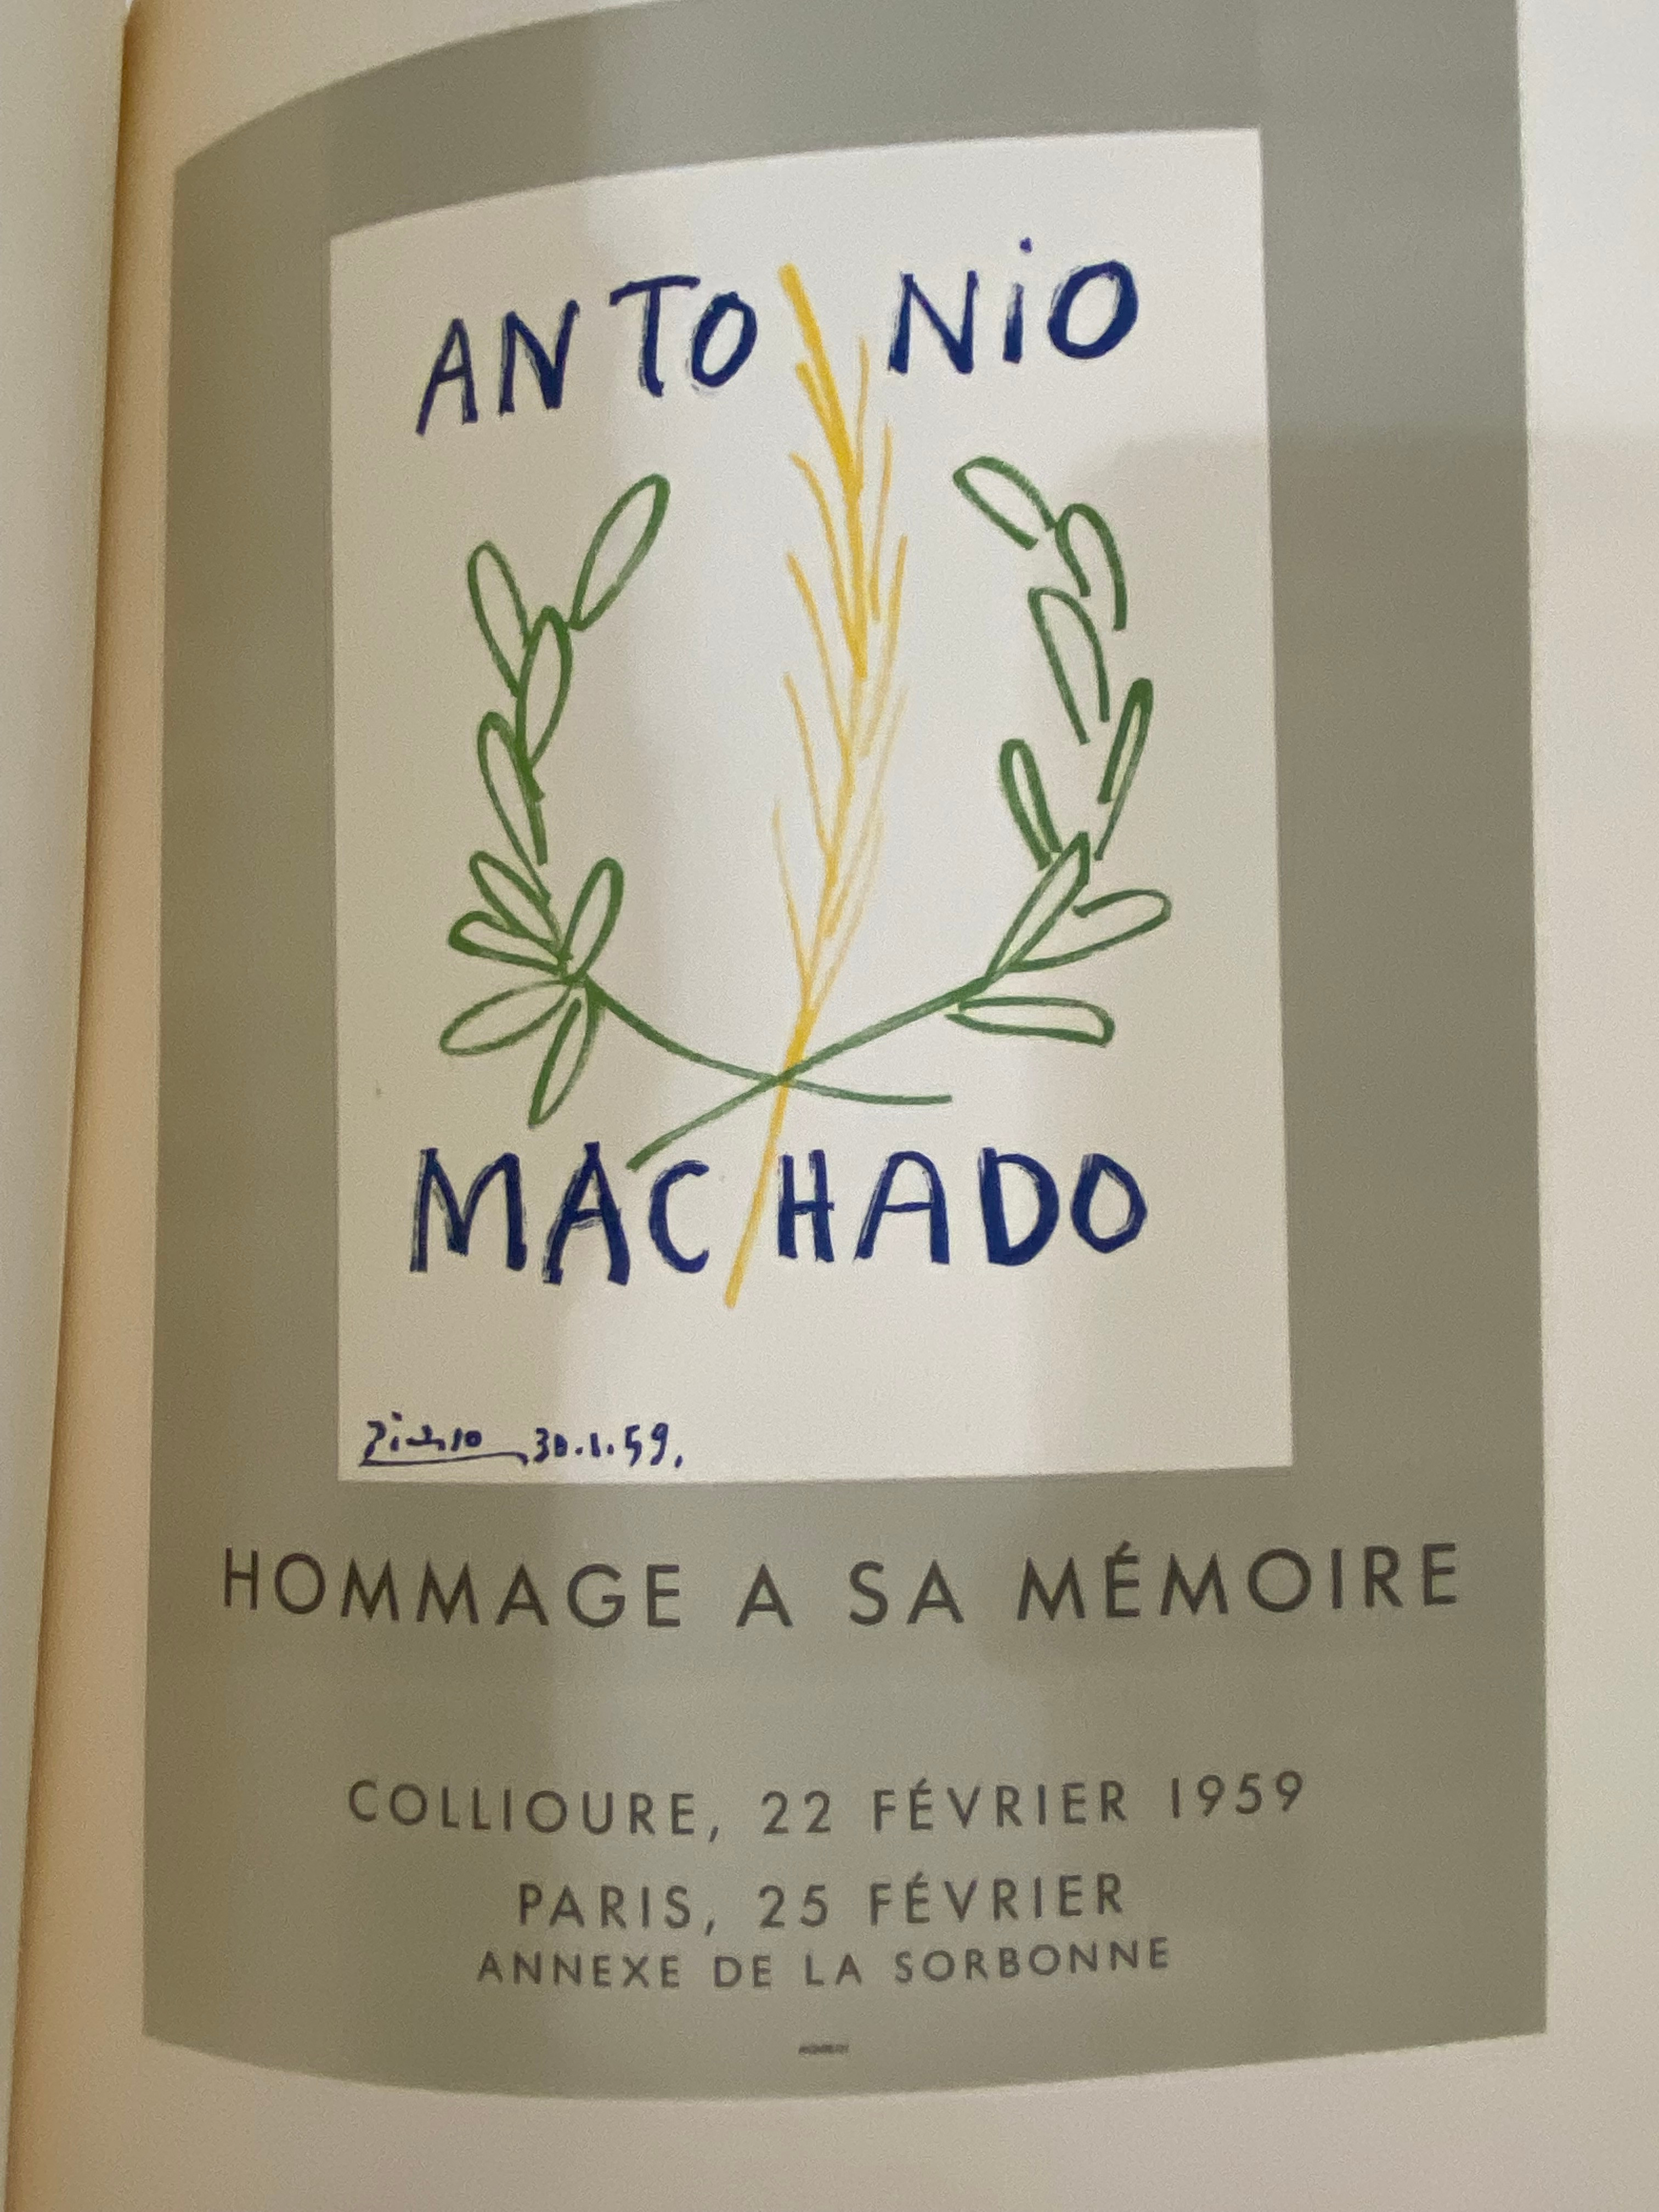 ANTONIO
MACHADO
Picasso 30.1.59.
HOMMAGE A SA MÉMOIRE
COLLIOURE, 22 FÉVRIER 1959
PARIS, 25 FÉVRIER
ANNEXE DE LA SORBONNE